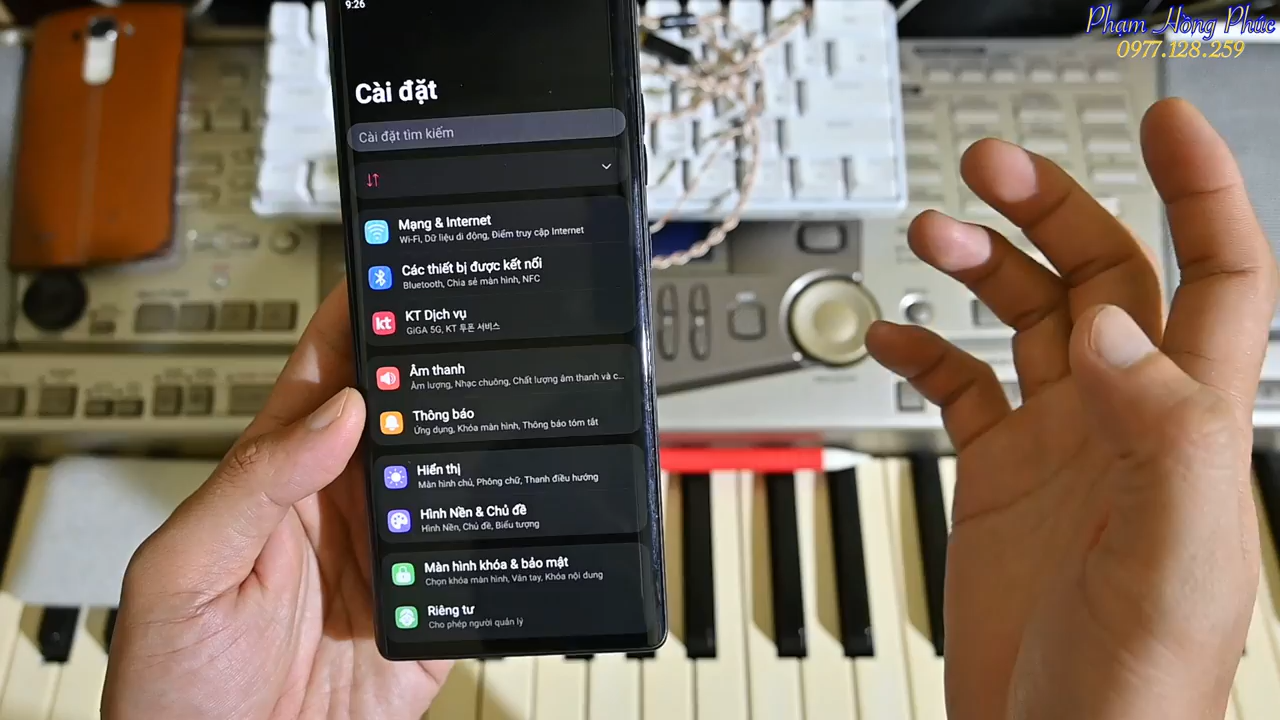 Phạm Hồng Phúc
0977.128.259
9:26
Cài đặt
Cài đặt tìm kiếm
Mạng & Internet
Wi-Fi, Dữ liệu di động, Điểm truy cập Internet
Các thiết bị được kết nối
Bluetooth, Chia sẻ màn hình, NFC
kt
KT Dịch vụ
GiGA 5G, KT 투폰 서비스
Âm thanh
Âm lượng, Nhạc chuông, Chất lượng âm thanh và c...
Thông báo
Ứng dụng, Khóa màn hình, Thông báo tóm tắt
Hiển thị
Màn hình chủ, Phông chữ, Thanh điều hướng
Hình Nền & Chủ đề
Hình Nền, Chủ đề, Biểu tượng
Màn hình khóa & bảo mật
Chọn khóa màn hình, Vân tay, Khóa nội dung
Riêng tư
Cho phép người quản lý